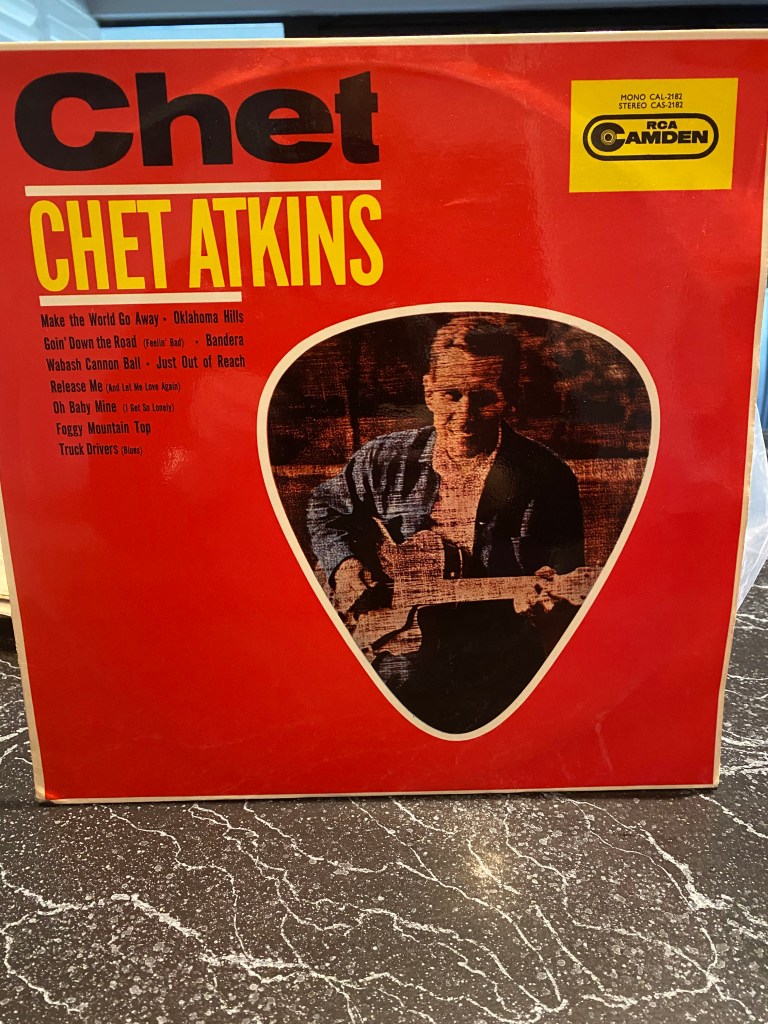 Chet
CHET ATKINS
Make the World Go Away • Oklahoma Hills
Goin' Down the Road (Feelin' Bad) • Bandera
Wabash Cannon Ball • Just Out of Reach
Release Me (And Let Me Love Again)
Oh Baby Mine (I Get So Lonely)
Foggy Mountain Top
Truck Drivers (Blues)
MONO CAL-2182
STEREO CAS-2182
RCA
CAMDEN